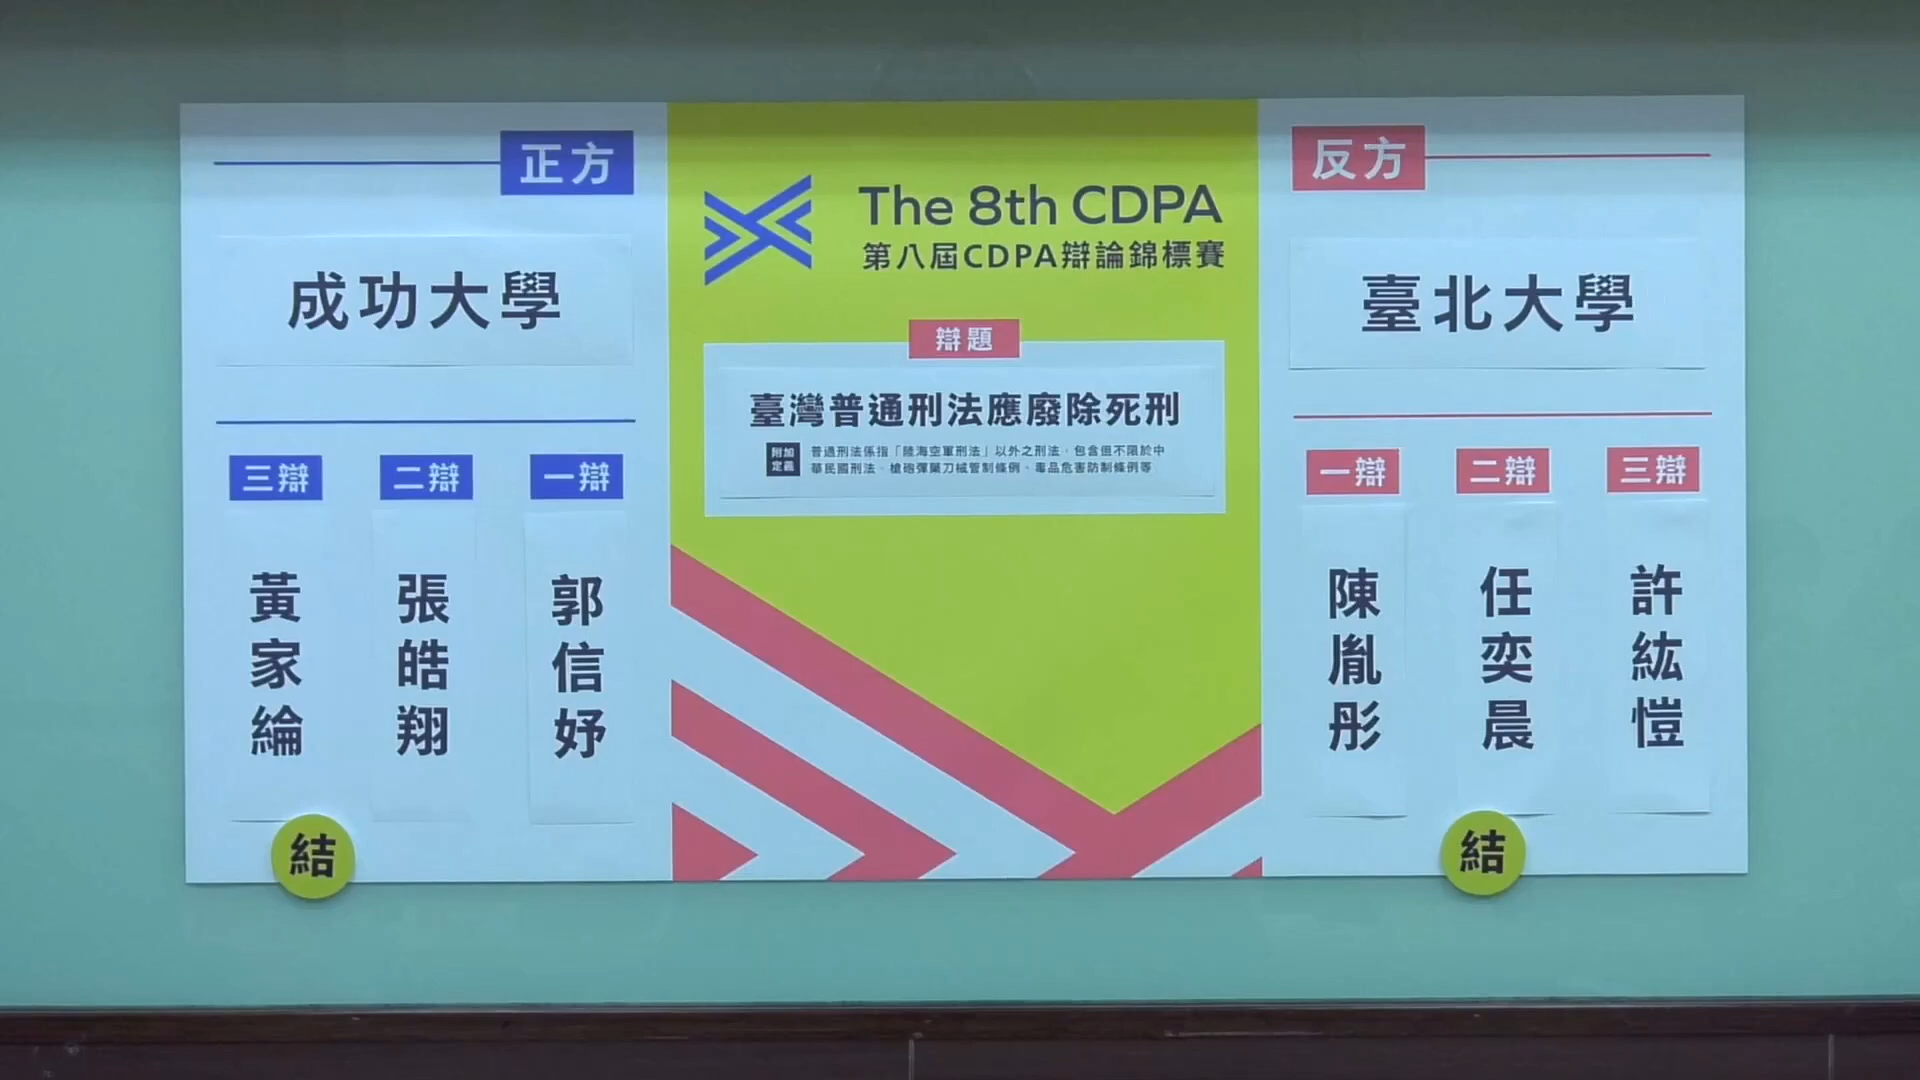 正方
成功大學
三辯
二辯
一辯
黃家綸
張皓翔
郭信妤
結
The 8th CDPA
第八屆CDPA辯論錦標賽
辯題
臺灣普通刑法應廢除死刑
附加
定義
普通刑法係指「陸海空軍刑法」以外之刑法，包含但不限於中
華民國刑法、槍砲彈藥刀械管制條例、毒品危害防制條例等
反方
臺北大學
一辯
二辯
三辯
陳胤彤
任奕晨
許紘愷
結